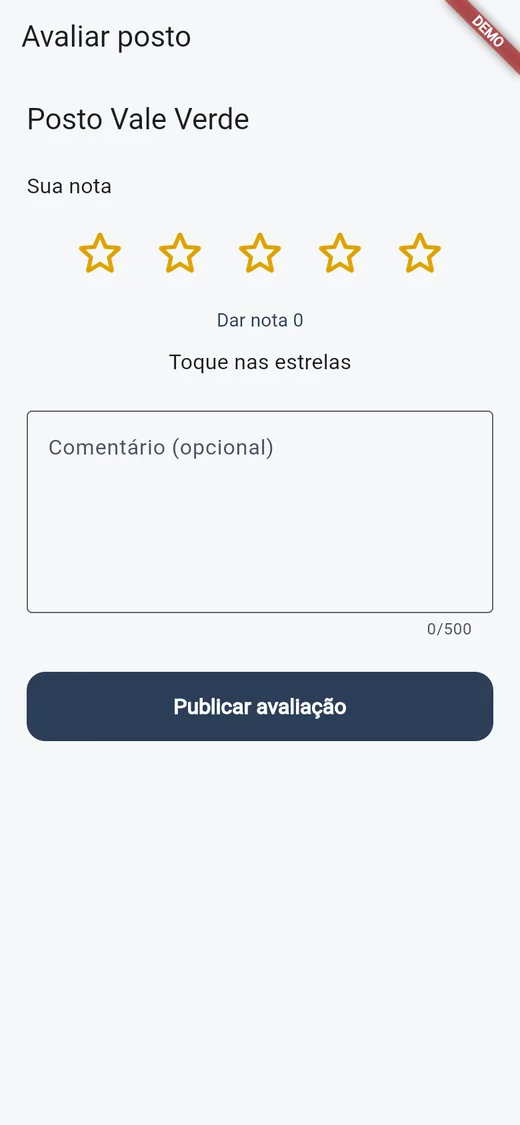 Avaliar posto
DEMO
Posto Vale Verde
Sua nota
Dar nota 0
Toque nas estrelas
Comentário (opcional)
0/500
Publicar avaliação